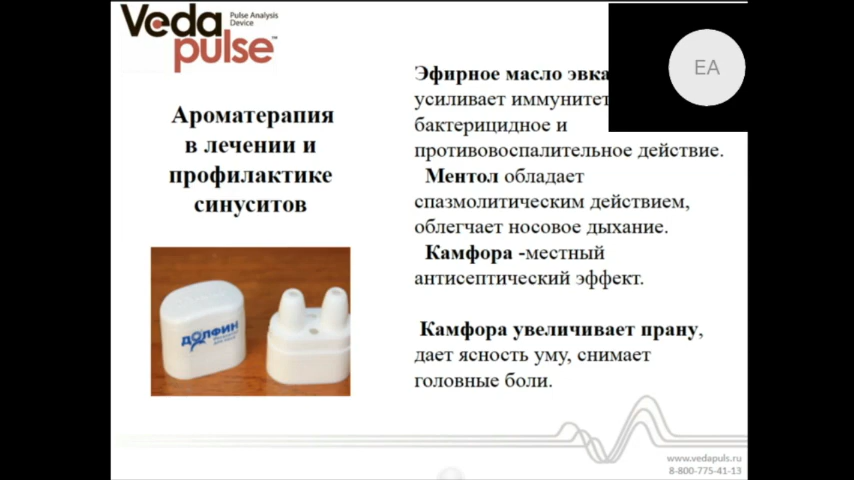 Veda
Pulse Analysis
Device
pulse™
Ароматерапия
в лечении и
профилактике
синуситов
ДОЛФИН
Эфирное масло
усиливает иммунитет
бактерицидное и
противовоспалительное действие.
Ментол обладает
спазмолитическим действием,
облегчает носовое дыхание.
Камфора -местный
антисептический эффект.
Камфора увеличивает прану,
дает ясность уму, снимает
головные боли.
EA
www.vedapuls.ru
8-800-775-41-13